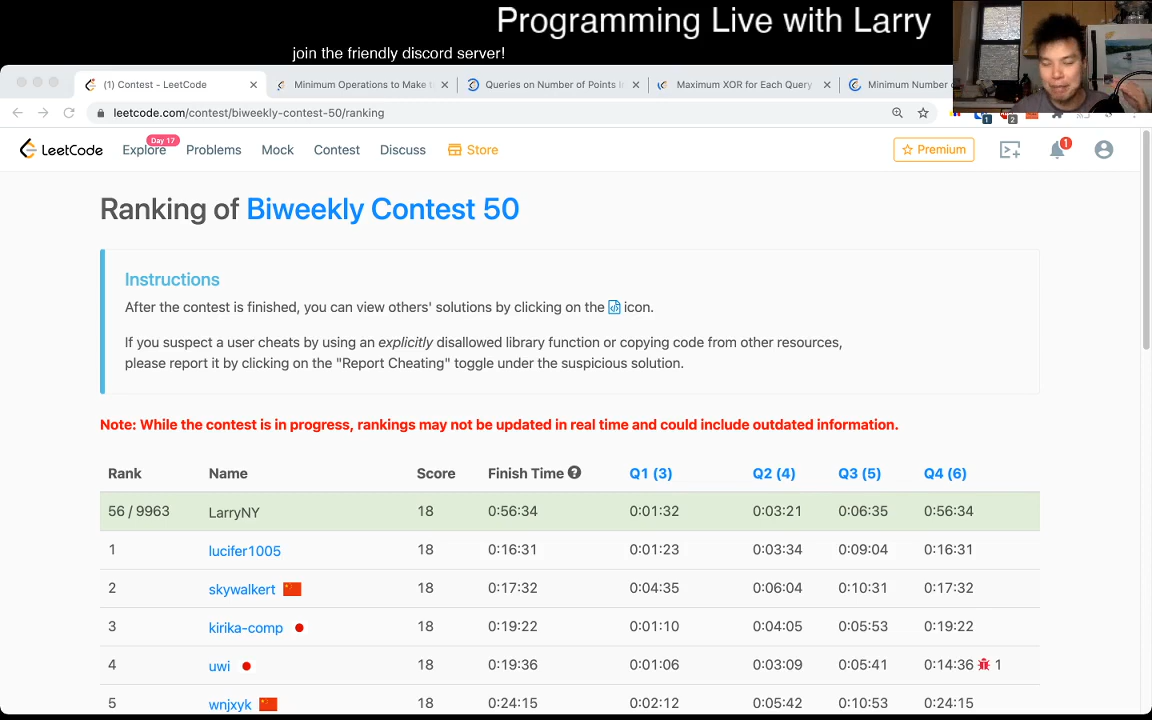 Programming Live with Larry
join the friendly discord server!
(1) Contest - LeetCode
Minimum Operations to Make
Queries on Number of Points
Maximum XOR for Each Query
Minimum Number
leetcode.com/contest/biweekly-contest-50/ranking
LeetCode Explore Day 17 Problems Mock Contest Discuss Store Premium 1
Ranking of Biweekly Contest 50
Instructions
After the contest is finished, you can view others' solutions by clicking on the icon.
If you suspect a user cheats by using an explicitly disallowed library function or copying code from other resources,
please report it by clicking on the "Report Cheating" toggle under the suspicious solution.
Note: While the contest is in progress, rankings may not be updated in real time and could include outdated information.
Rank Name Score Finish Time Q1 (3) Q2 (4) Q3 (5) Q4 (6)
56 / 9963 LarryNY 18 0:56:34 0:01:32 0:03:21 0:06:35 0:56:34
1 lucifer1005 18 0:16:31 0:01:23 0:03:34 0:09:04 0:16:31
2 skywalkert 18 0:17:32 0:04:35 0:06:04 0:10:31 0:17:32
3 kirika-comp 18 0:19:22 0:01:10 0:04:05 0:05:53 0:19:22
4 uwi 18 0:19:36 0:01:06 0:03:09 0:05:41 0:14:36 1
5 wnjxyk 18 0:24:15 0:02:12 0:05:42 0:10:53 0:24:15